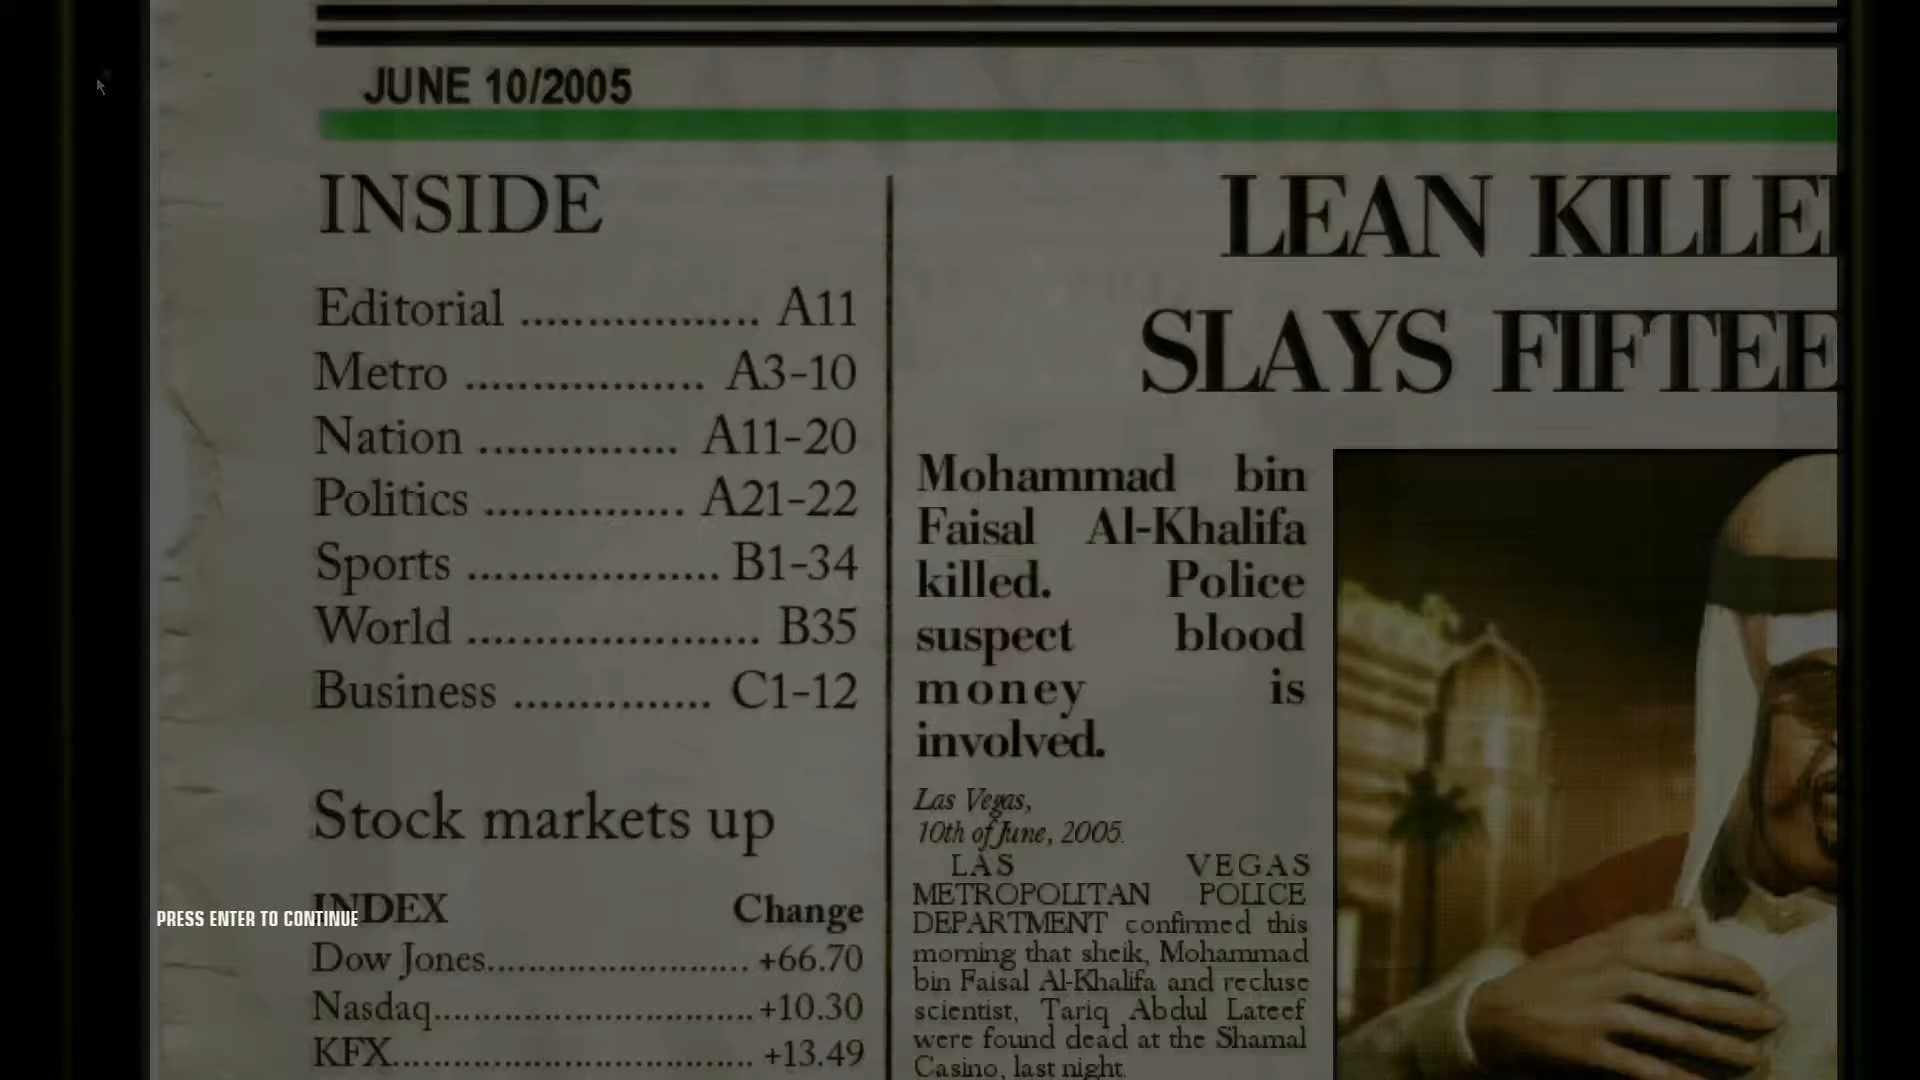 JUNE 10/2005
INSIDE
Editorial .................. A11
Metro .................. A3-10
Nation ............... A11-20
Politics ............... A21-22
Sports ................... B1-34
World ...................... B35
Business ............... C1-12
Stock markets up
INDEX Change
Dow Jones........................... +66.70
Nasdaq................................. +10.30
KFX..................................... +13.49
PRESS ENTER TO CONTINUE
LEAN KILLE
SLAYS FIFTEE
Mohammad bin
Faisal Al-Khalifa
killed. Police
suspect blood
money is
involved.
Las Vegas,
10th of June, 2005.
LAS VEGAS
METROPOLITAN POLICE
DEPARTMENT confirmed this
morning that sheik, Mohammad
bin Faisal Al-Khalifa and recluse
scientist, Tariq Abdul Lateef
were found dead at the Shamal
Casino, last night.